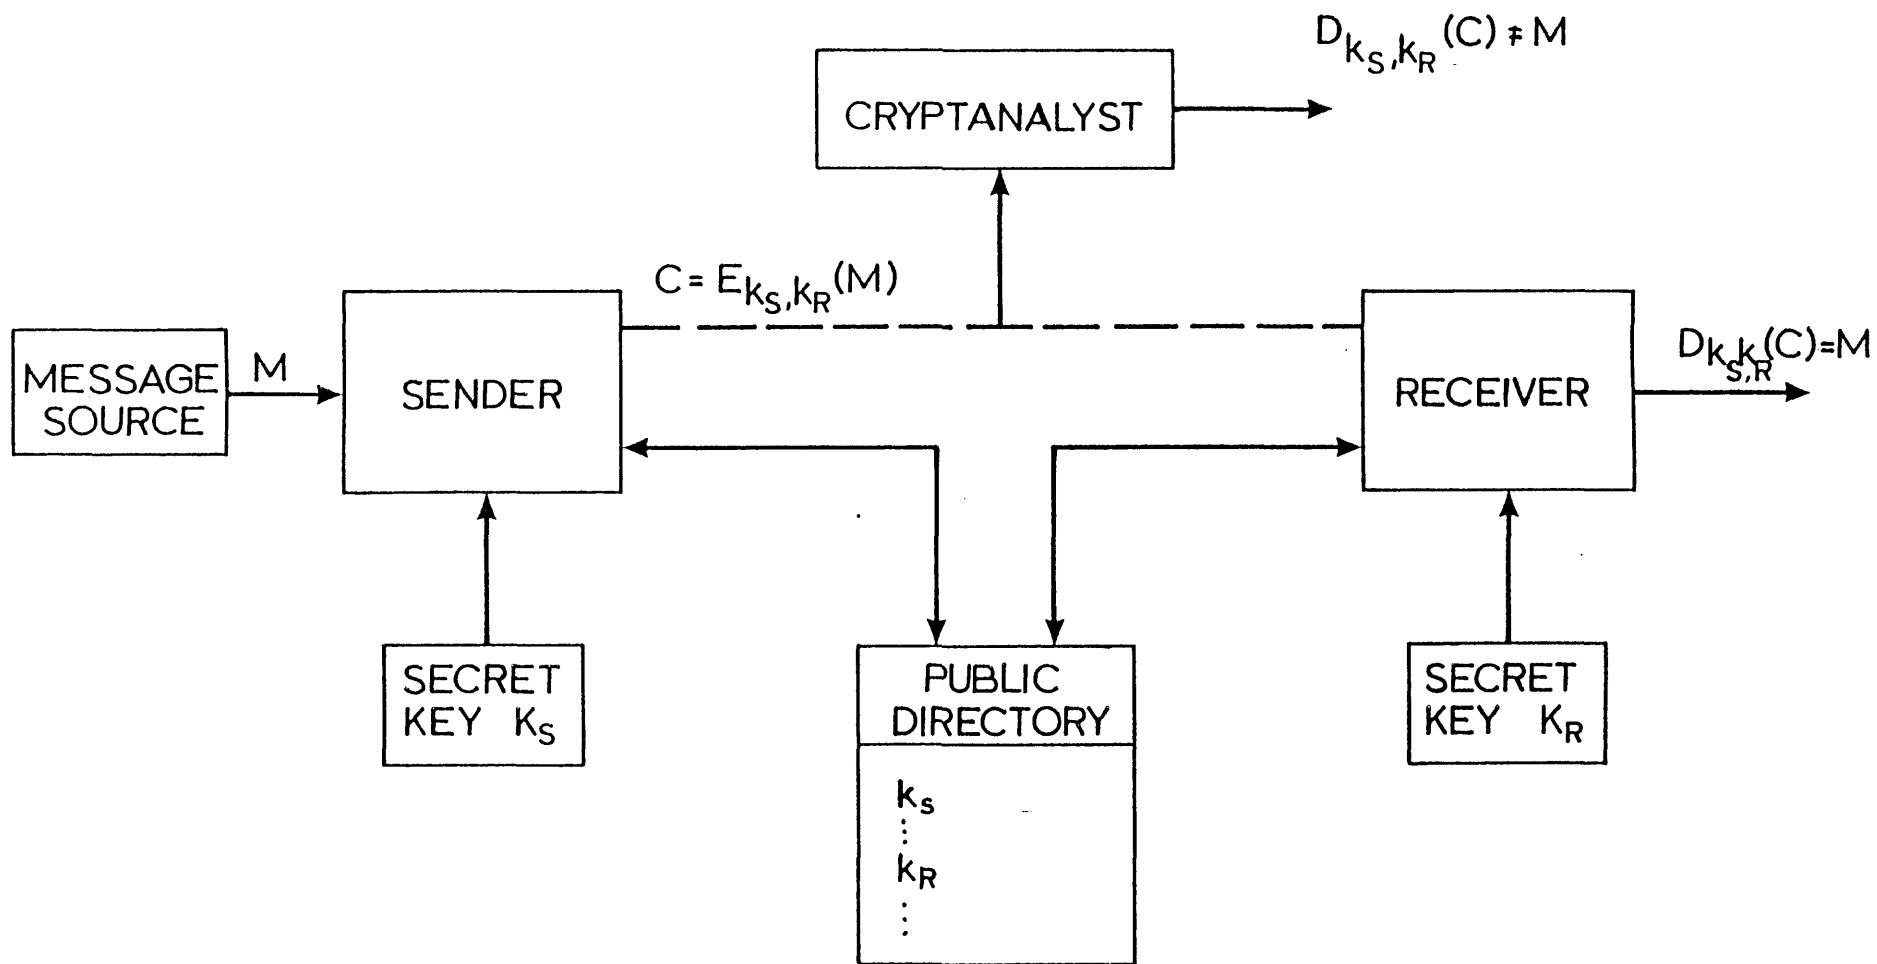 D_{k_S,k_R}(C) ≠ M
CRYPTANALYST
C = E_{k_S,k_R}(M)
MESSAGE
SOURCE
M
SENDER
RECEIVER
D_{k_S,k_R}(C)=M
SECRET
KEY K_S
PUBLIC
DIRECTORY
k_s
⋮
k_R
⋮
SECRET
KEY K_R